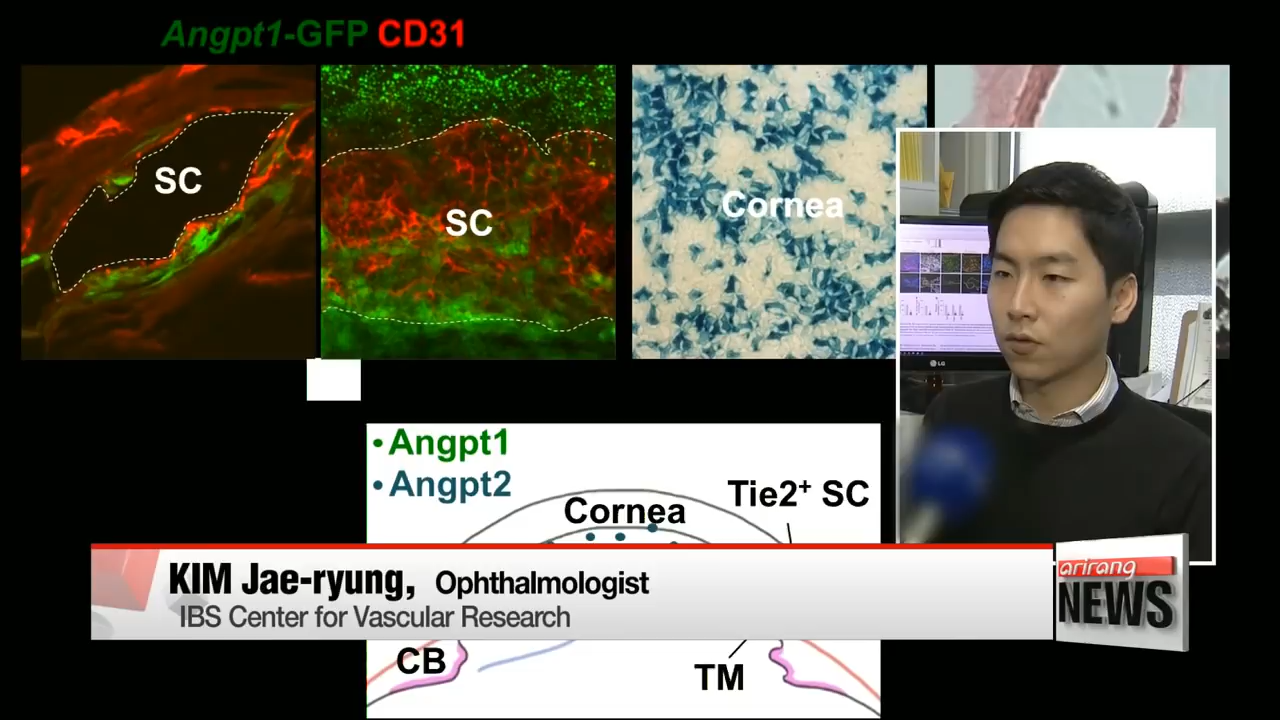 Angpt1-GFP CD31
SC
SC
Cornea
• Angpt1
• Angpt2
Cornea
Tie2+ SC
KIM Jae-ryung, Ophthalmologist
IBS Center for Vascular Research
arirang
NEWS
CB
TM
LG